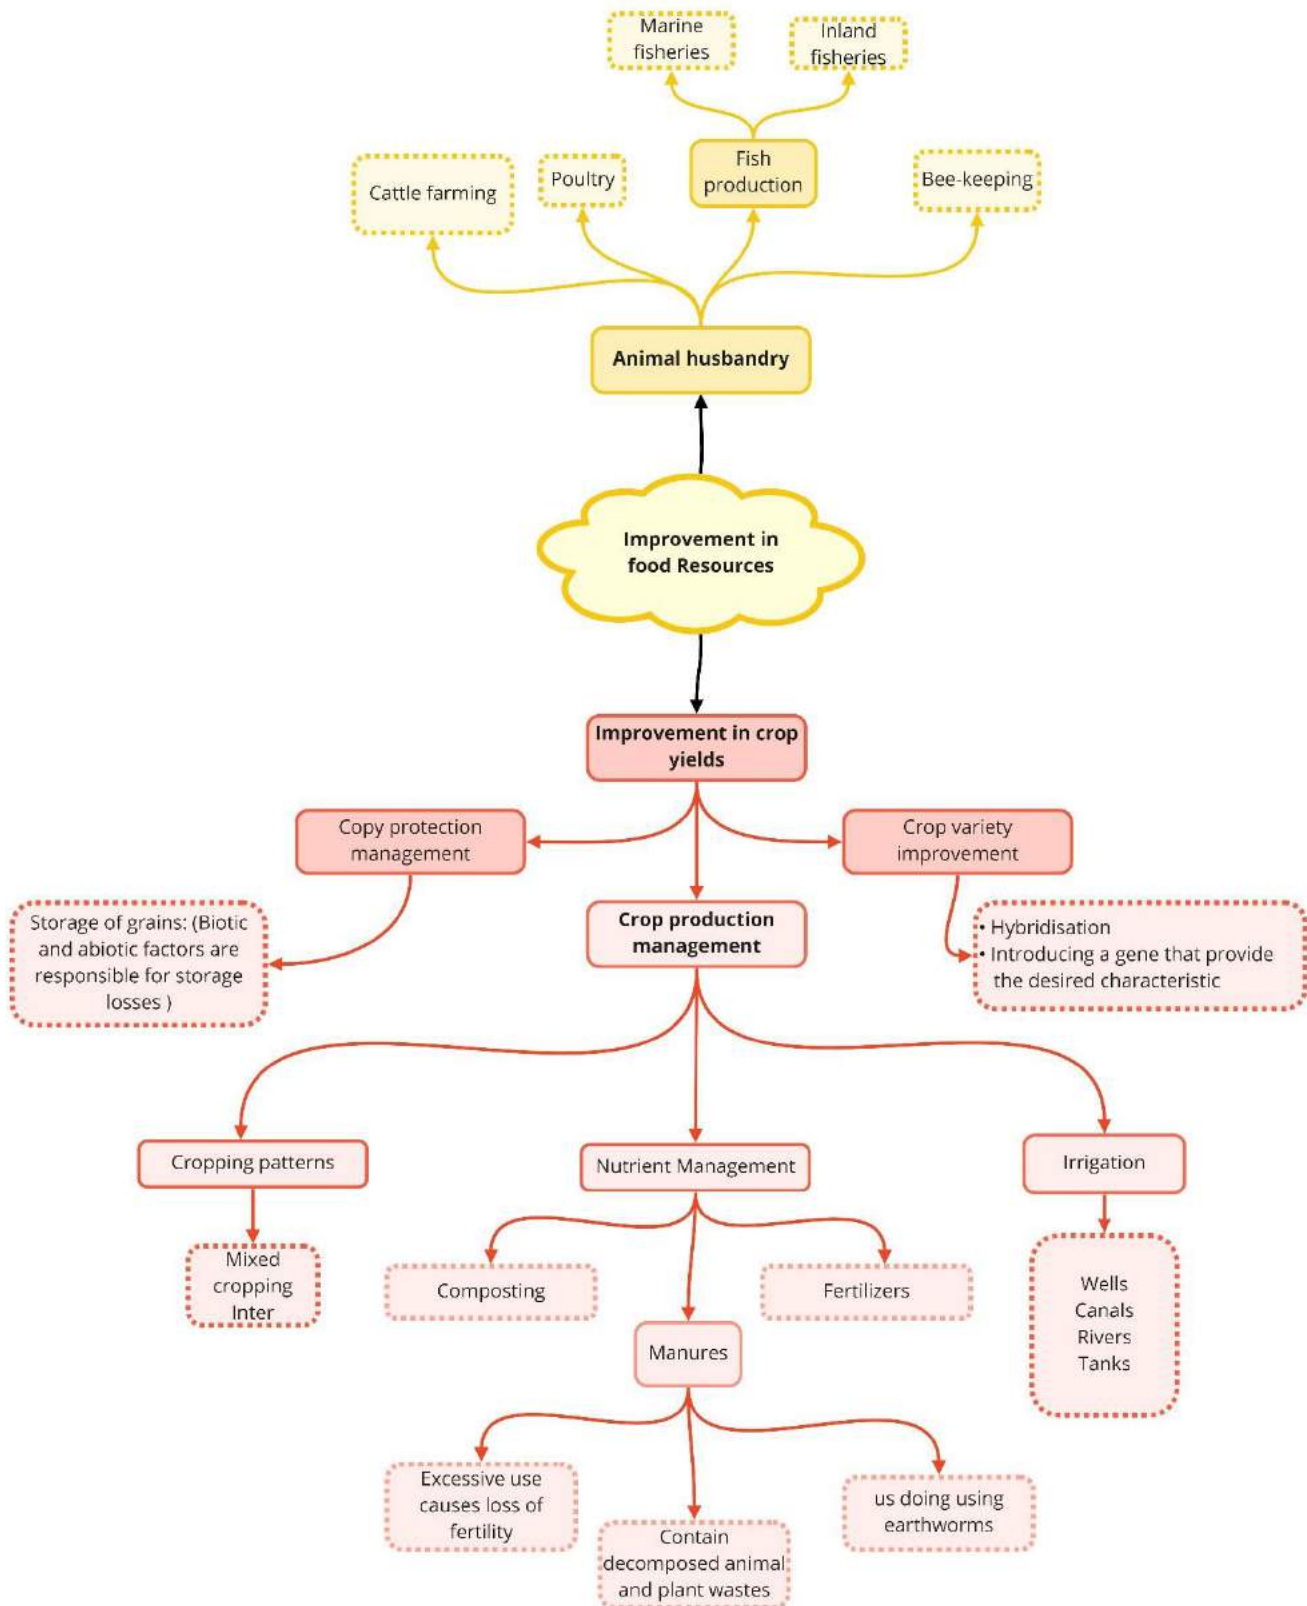 Marine
fisheries
Inland
fisheries
Fish
production
Cattle farming
Poultry
Bee-keeping
Animal husbandry
Improvement in
food Resources
Improvement in crop
yields
Copy protection
management
Crop variety
improvement
Storage of grains: (Biotic
and abiotic factors are
responsible for storage
losses )
Crop production
management
• Hybridisation
• Introducing a gene that provide
the desired characteristic
Cropping patterns
Nutrient Management
Irrigation
Mixed
cropping
Inter
Composting
Fertilizers
Wells
Canals
Rivers
Tanks
Manures
Excessive use
causes loss of
fertility
Contain
decomposed animal
and plant wastes
us doing using
earthworms